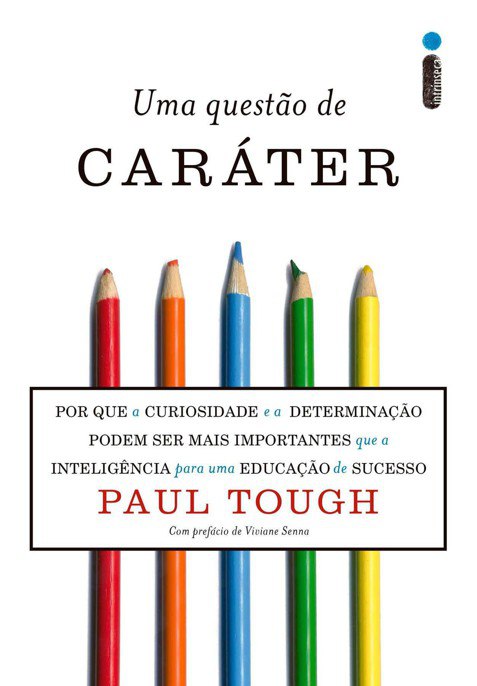 intrínseca
Uma questão de
CARÁTER
POR QUE a CURIOSIDADE e a DETERMINAÇÃO
PODEM SER MAIS IMPORTANTES que a
INTELIGÊNCIA para uma EDUCAÇÃO de SUCESSO
PAUL TOUGH
Com prefácio de Viviane Senna